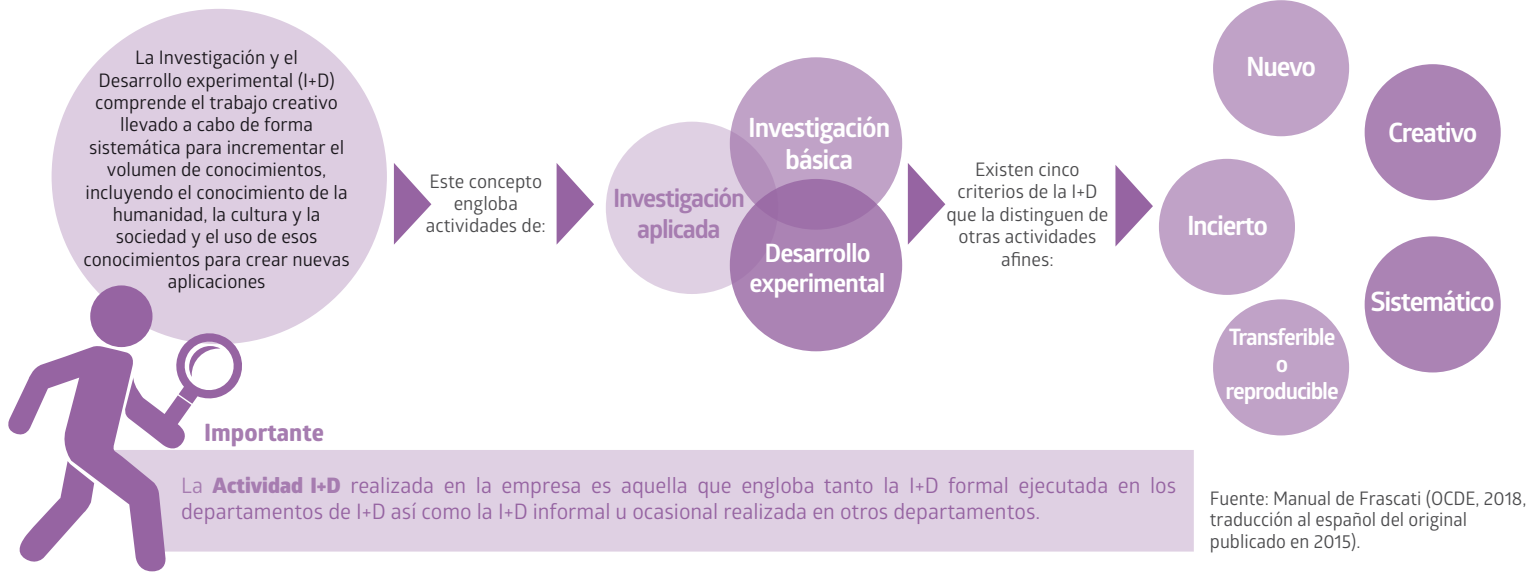 La Investigación y el
Desarrollo experimental (I+D)
comprende el trabajo creativo
llevado a cabo de forma
sistemática para incrementar el
volumen de conocimientos,
incluyendo el conocimiento de la
humanidad, la cultura y la
sociedad y el uso de esos
conocimientos para crear nuevas
aplicaciones
Este concepto
engloba
actividades de:
Investigación
aplicada
Investigación
básica
Desarrollo
experimental
Existen cinco
criterios de la I+D
que la distinguen de
otras actividades
afines:
Nuevo
Creativo
Incierto
Sistemático
Transferible
o
reproducible
Importante
La Actividad I+D realizada en la empresa es aquella que engloba tanto la I+D formal ejecutada en los
departamentos de I+D así como la I+D informal u ocasional realizada en otros departamentos.
Fuente: Manual de Frascati (OCDE, 2018,
traducción al español del original
publicado en 2015).